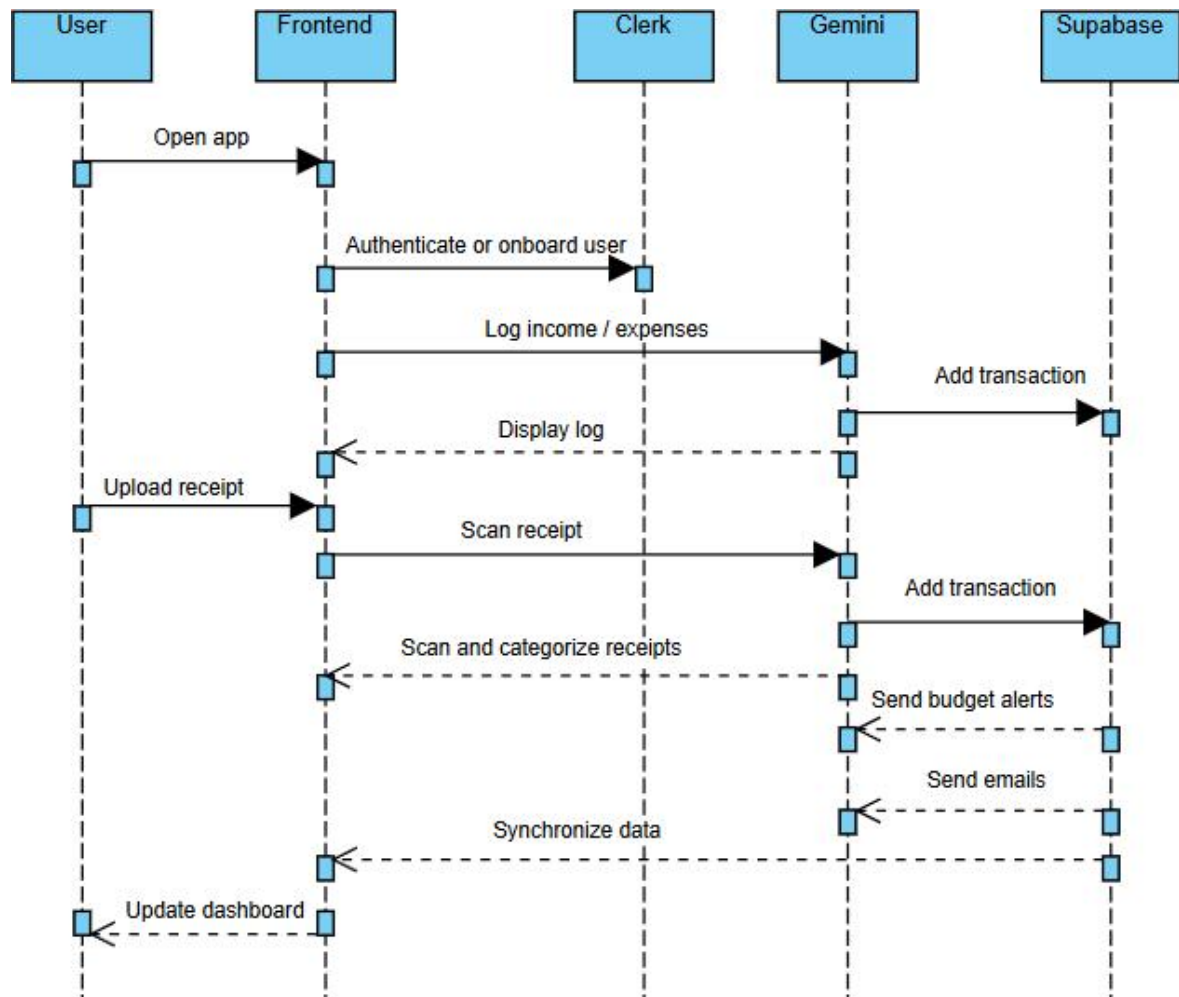 User
Frontend
Clerk
Gemini
Supabase
Open app
Authenticate or onboard user
Log income / expenses
Add transaction
Display log
Upload receipt
Scan receipt
Add transaction
Scan and categorize receipts
Send budget alerts
Send emails
Synchronize data
Update dashboard